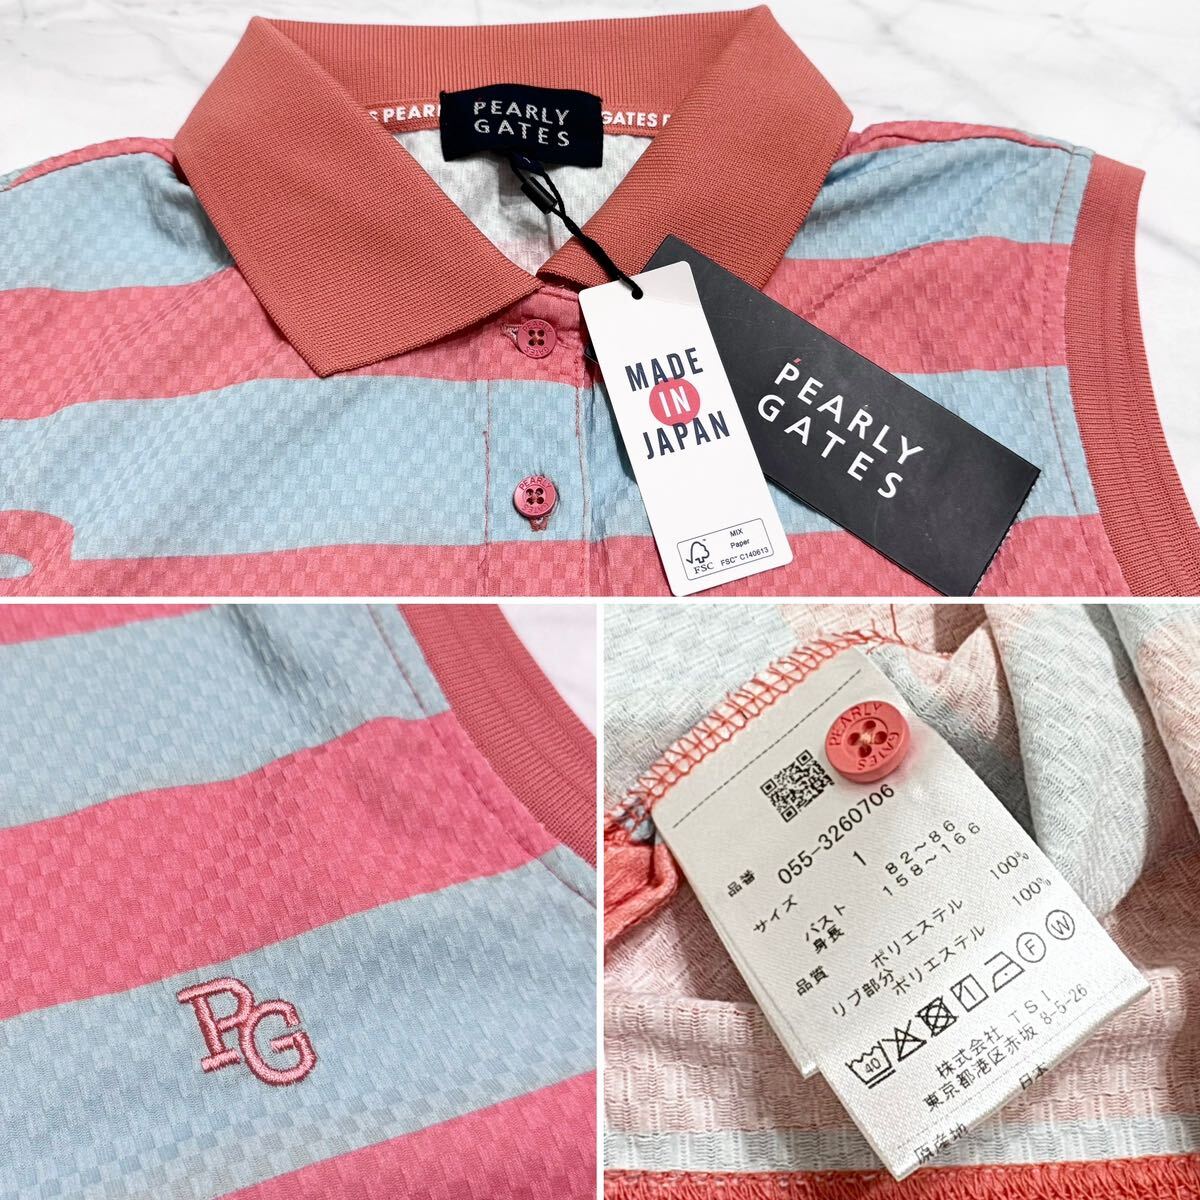 S PEAR
GATES P
PEARLY
GATES
MADE
IN
JAPAN
MIX
Paper
FSC™ C140613
FSC
PEARLY
GATES
PEARLY
GATES
PG
PEARLY
GATES
品番 055-3260706
サイズ 1
バスト 82～86
身長 158～166
品質 ポリエステル 100%
リブ部分 ポリエステル 100%
40
F
W
株式会社 TSI
東京都港区赤坂 8-5-26
原産地 日本